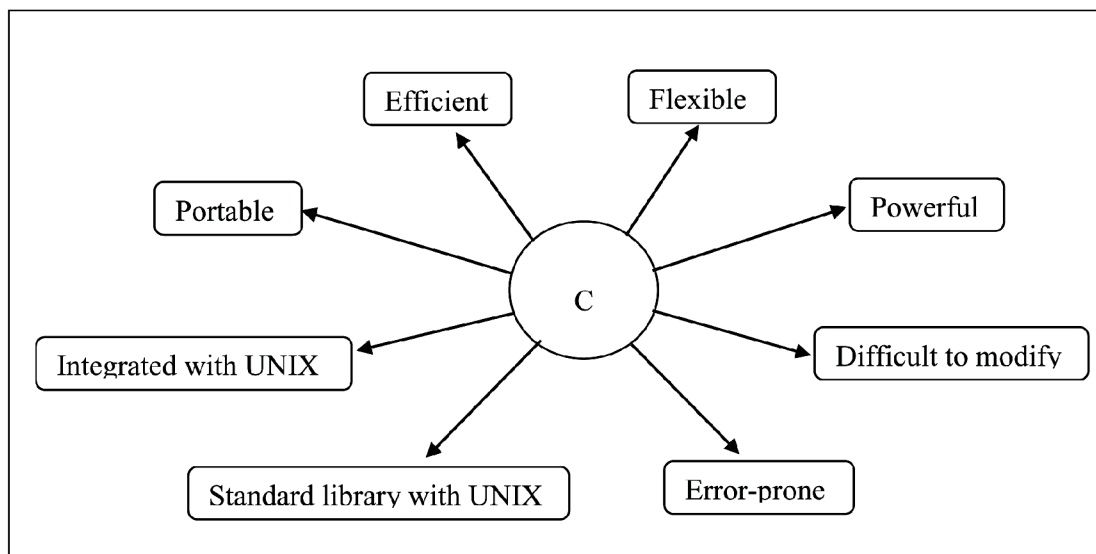 Efficient
Flexible
Portable
Powerful
C
Integrated with UNIX
Difficult to modify
Standard library with UNIX
Error-prone